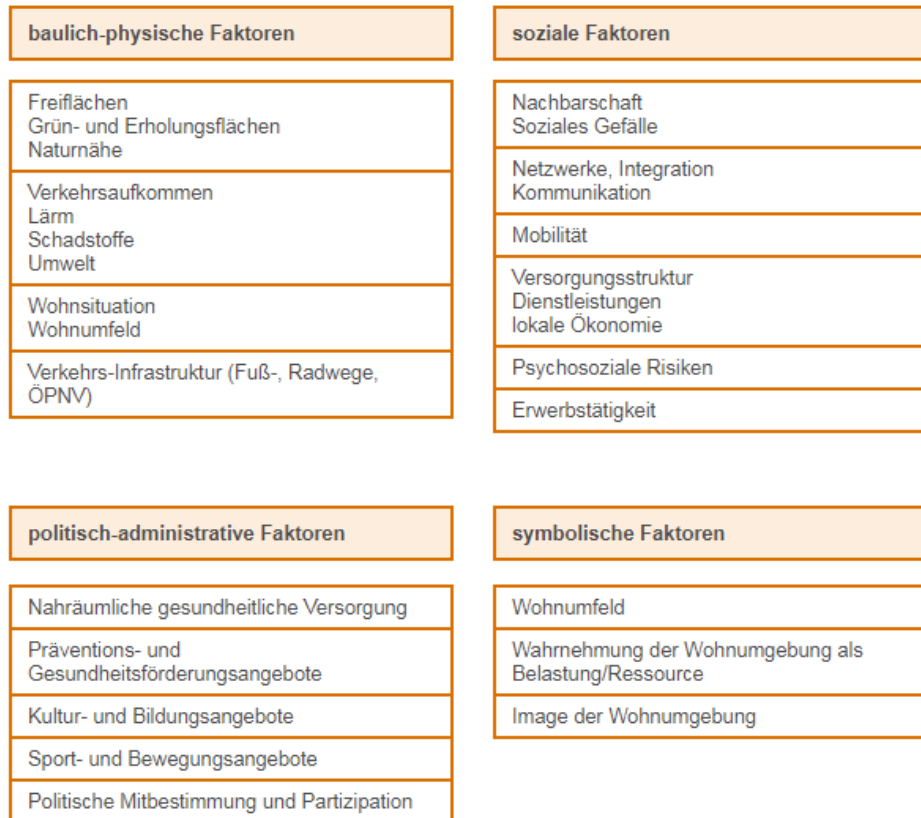 baulich-physische Faktoren
Freiflächen
Grün- und Erholungsflächen
Naturnähe
Verkehrsaufkommen
Lärm
Schadstoffe
Umwelt
Wohnsituation
Wohnumfeld
Verkehrs-Infrastruktur (Fuß-, Radwege,
ÖPNV)
soziale Faktoren
Nachbarschaft
Soziales Gefälle
Netzwerke, Integration
Kommunikation
Mobilität
Versorgungsstruktur
Dienstleistungen
lokale Ökonomie
Psychosoziale Risiken
Erwerbstätigkeit
politisch-administrative Faktoren
Nahräumliche gesundheitliche Versorgung
Präventions- und
Gesundheitsförderungsangebote
Kultur- und Bildungsangebote
Sport- und Bewegungsangebote
Politische Mitbestimmung und Partizipation
symbolische Faktoren
Wohnumfeld
Wahrnehmung der Wohnumgebung als
Belastung/Ressource
Image der Wohnumgebung